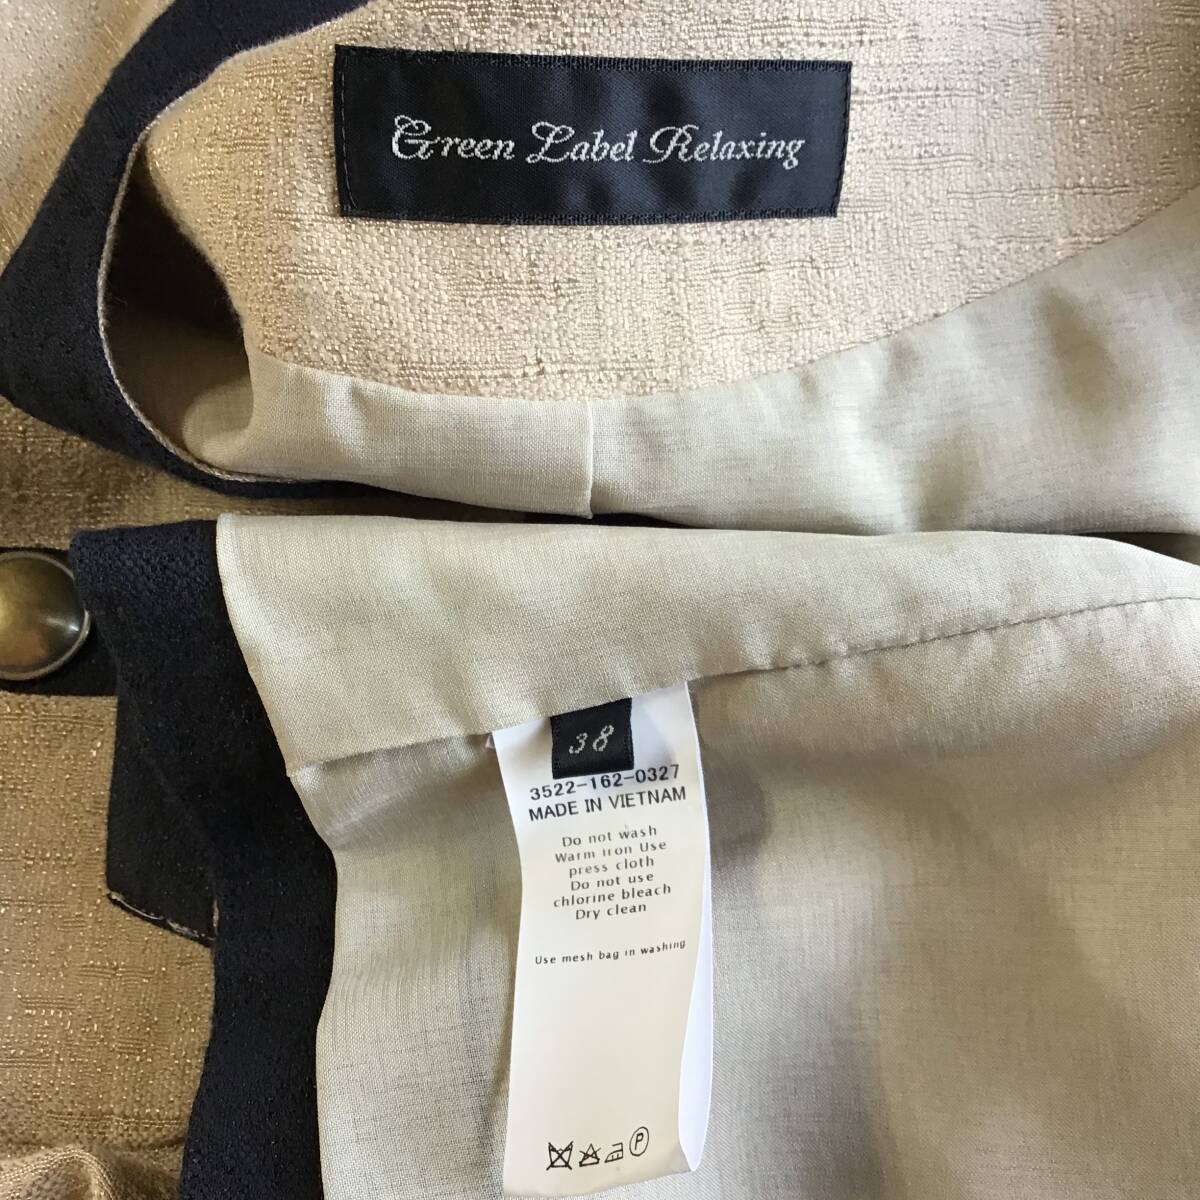 Green Label Relaxing
38
3522-162-0327
MADE IN VIETNAM
Do not wash
Warm iron Use
press cloth
Do not use
chlorine bleach
Dry clean
Use mesh bag in washing
P